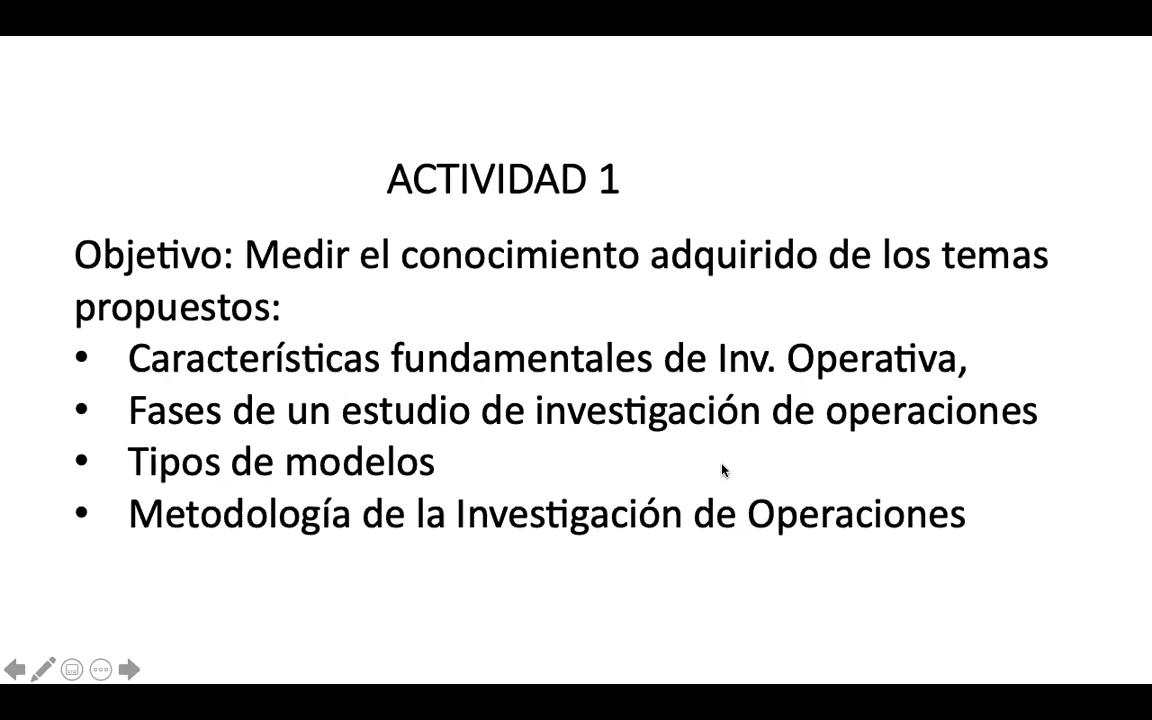 ACTIVIDAD 1
Objetivo: Medir el conocimiento adquirido de los temas
propuestos:
• Características fundamentales de Inv. Operativa,
• Fases de un estudio de investigación de operaciones
• Tipos de modelos
• Metodología de la Investigación de Operaciones